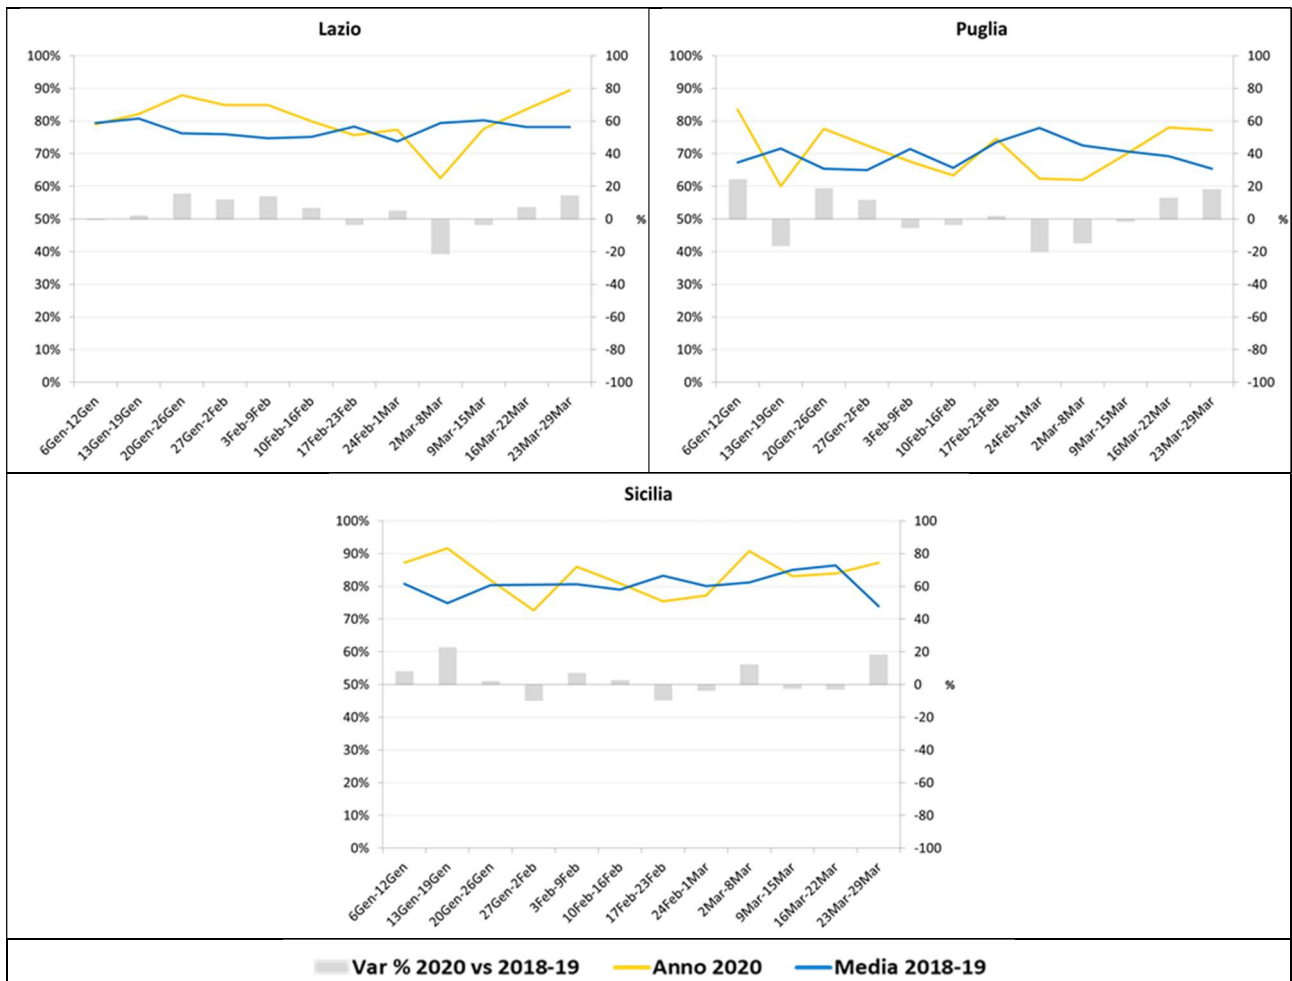 Lazio
100%
90%
80%
70%
60%
50%
40%
30%
20%
10%
0%
100
80
60
40
20
0
-20
-40
-60
-80
-100
%
6Gen-12Gen
13Gen-19Gen
20Gen-26Gen
27Gen-2Feb
3Feb-9Feb
10Feb-16Feb
17Feb-23Feb
24Feb-1Mar
2Mar-8Mar
9Mar-15Mar
16Mar-22Mar
23Mar-29Mar
Puglia
100%
90%
80%
70%
60%
50%
40%
30%
20%
10%
0%
100
80
60
40
20
0
-20
-40
-60
-80
-100
%
6Gen-12Gen
13Gen-19Gen
20Gen-26Gen
27Gen-2Feb
3Feb-9Feb
10Feb-16Feb
17Feb-23Feb
24Feb-1Mar
2Mar-8Mar
9Mar-15Mar
16Mar-22Mar
23Mar-29Mar
Sicilia
100%
90%
80%
70%
60%
50%
40%
30%
20%
10%
0%
100
80
60
40
20
0
-20
-40
-60
-80
-100
%
6Gen-12Gen
13Gen-19Gen
20Gen-26Gen
27Gen-2Feb
3Feb-9Feb
10Feb-16Feb
17Feb-23Feb
24Feb-1Mar
2Mar-8Mar
9Mar-15Mar
16Mar-22Mar
23Mar-29Mar
Var % 2020 vs 2018-19 Anno 2020 Media 2018-19